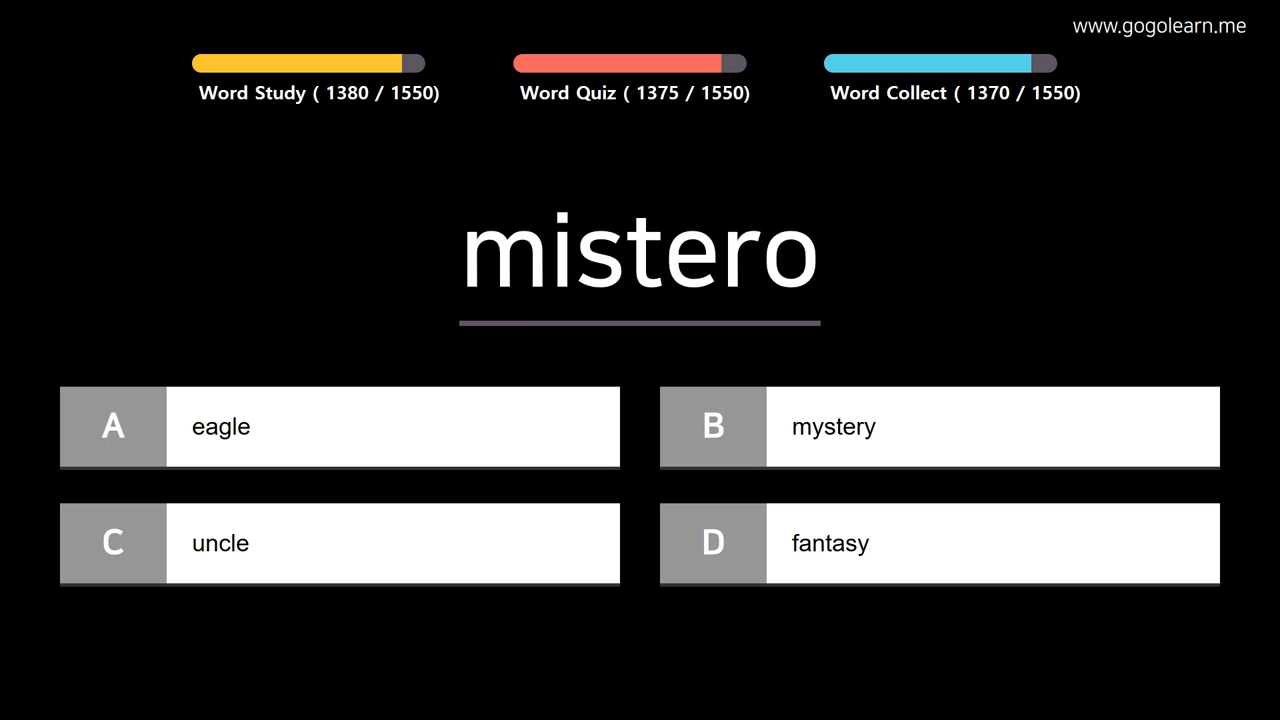 www.gogolearn.me
Word Study ( 1380 / 1550)
Word Quiz ( 1375 / 1550)
Word Collect ( 1370 / 1550)
mistero
A eagle
B mystery
C uncle
D fantasy